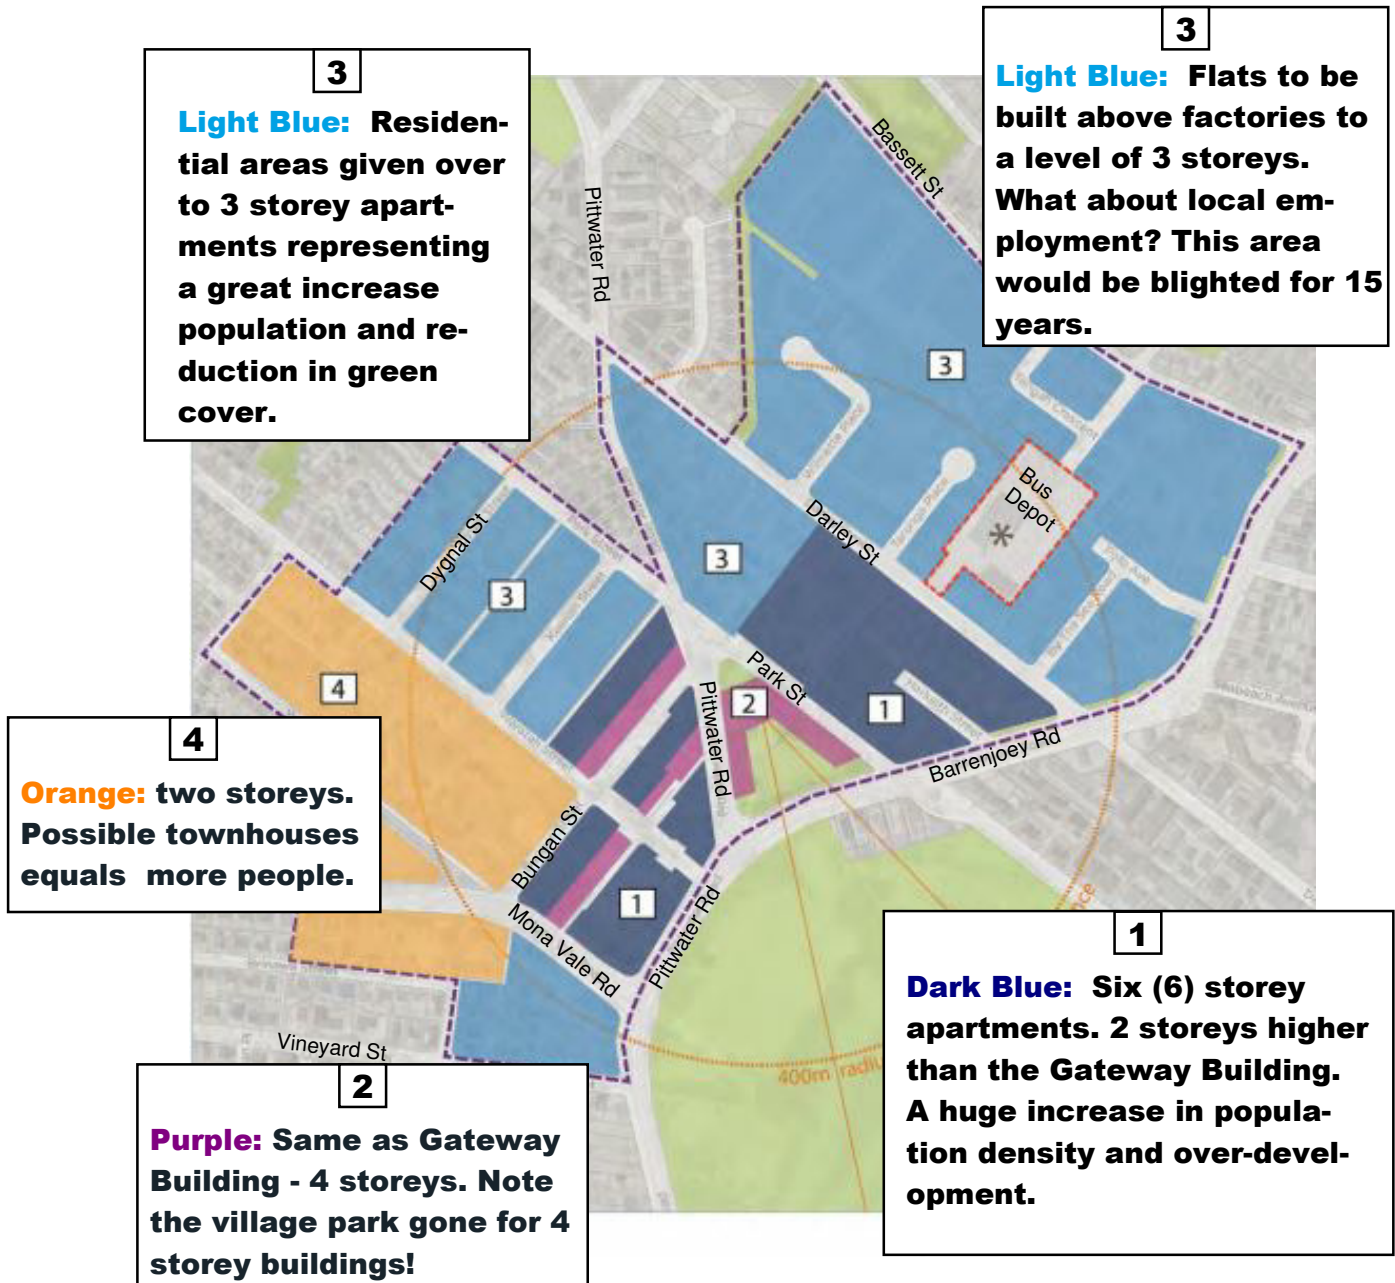 3
Light Blue: Residen-
tial areas given over
to 3 storey apart-
ments representing
a great increase
population and re-
duction in green
cover.
3
Light Blue: Flats to be
built above factories to
a level of 3 storeys.
What about local em-
ployment? This area
would be blighted for 15
years.
Bassett St
Pittwater Rd
3
Bus
Depot
*
Darley St
Dygnal St
3
3
4
Park St
Pittwater Rd
2
1
Barrenjoey Rd
4
Orange: two storeys.
Possible townhouses
equals more people.
Bungan St
1
Mona Vale Rd
Pittwater Rd
Vineyard St
400m radiu
nce
1
Dark Blue: Six (6) storey
apartments. 2 storeys higher
than the Gateway Building.
A huge increase in popula-
tion density and over-devel-
opment.
2
Purple: Same as Gateway
Building - 4 storeys. Note
the village park gone for 4
storey buildings!